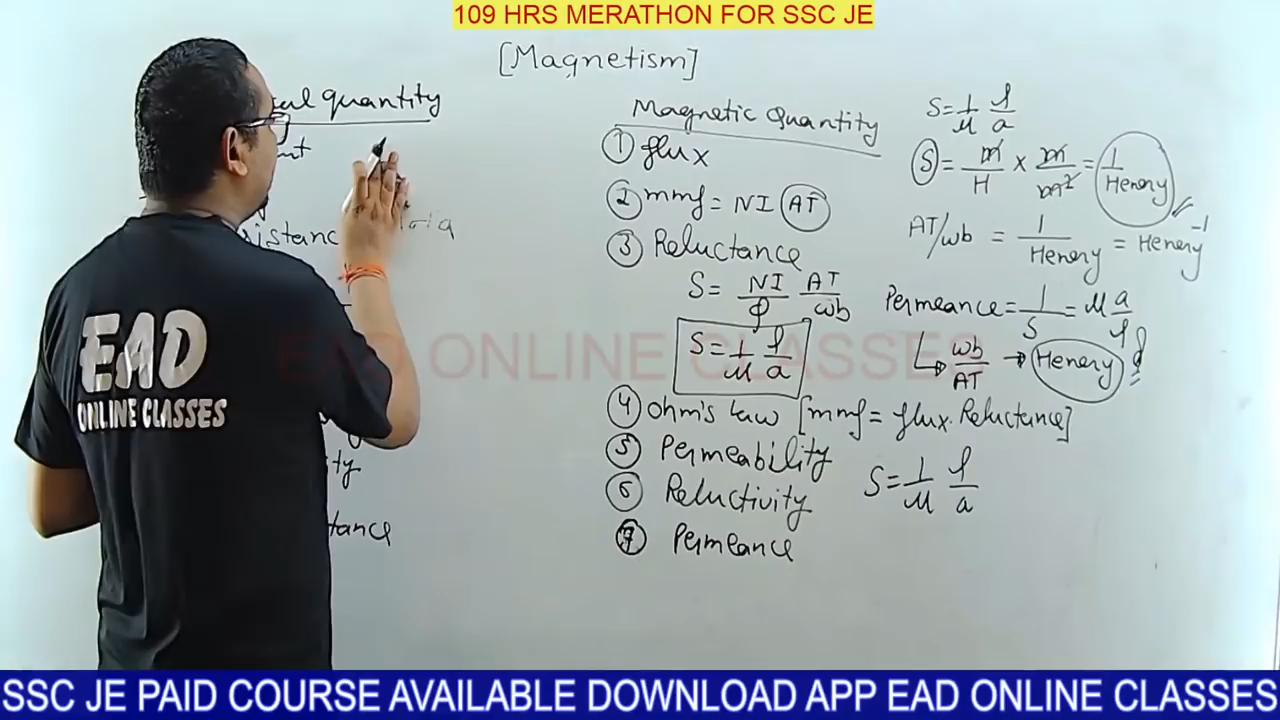 109 HRS MERATHON FOR SSC JE
[Magnetism]
quantity
Magnetic Quantity
① flux
② mmf = NI (AT)
③ Reluctance
S = NI/ϕ AT/wb
S = 1/μ l/a
④ ohm's Law [mmf = flux. Reluctance]
⑤ Permeability
⑥ Reluctivity
⑦ Permeance
S = 1/μ l/a
S = m/H × m/m² = 1/Henery
AT/wb = 1/Henery = Henery⁻¹
Permeance = 1/S = μ a/l
wb/AT → Henery
S = 1/μ l/a
EAD
ONLINE CLASSES
EAD ONLINE CLASSES
SSC JE PAID COURSE AVAILABLE DOWNLOAD APP EAD ONLINE CLASSES